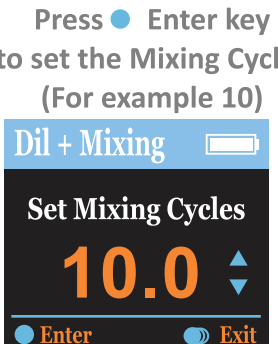 Press Enter key
to set the Mixing Cycl
(For example 10)
Dil + Mixing
Set Mixing Cycles
10.0
Enter Exit